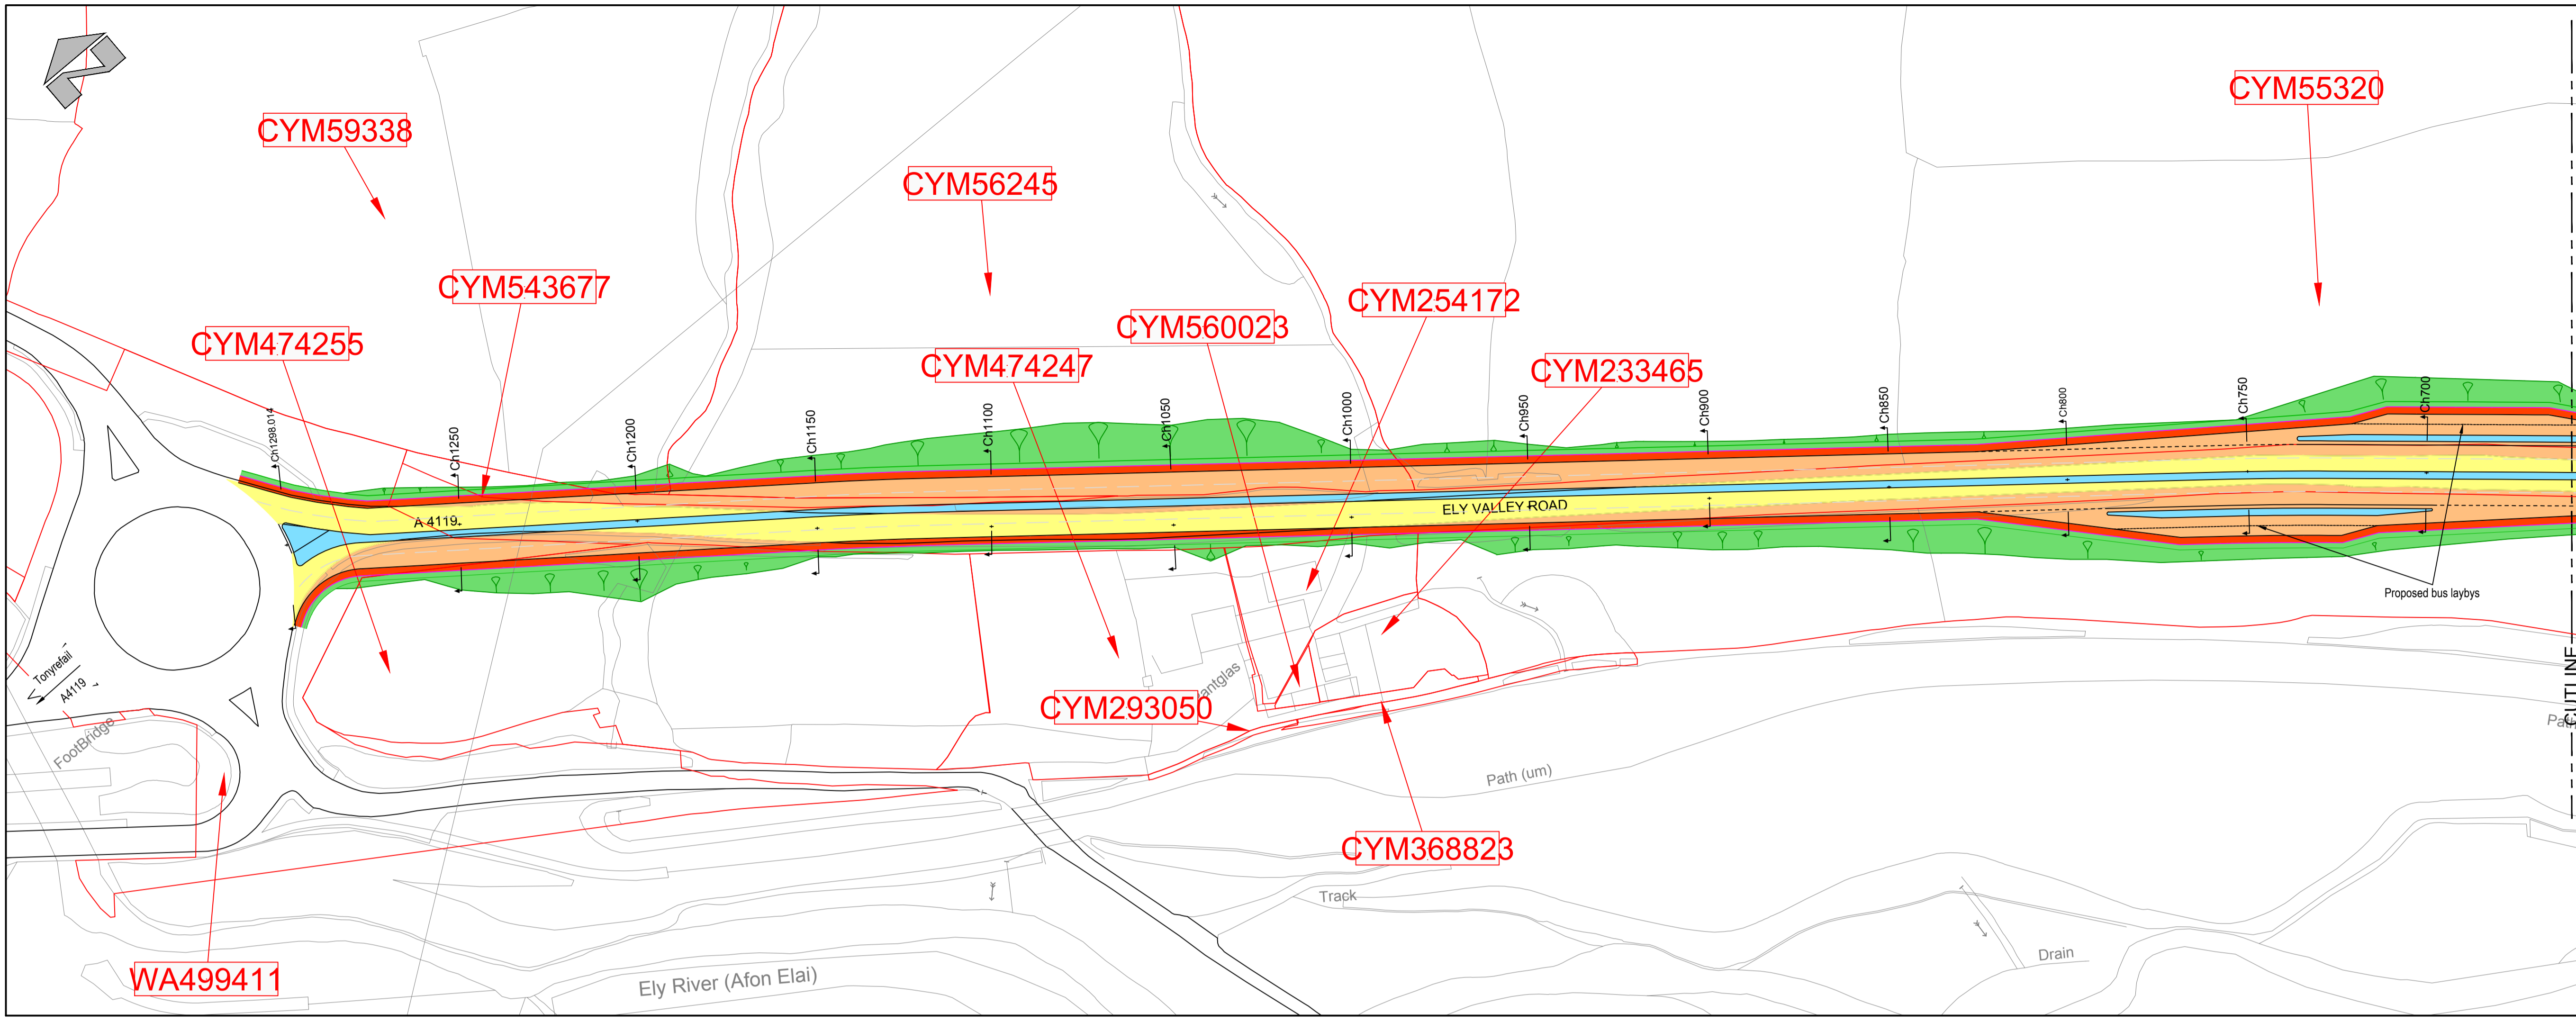 CYM59338
CYM55320
CYM56245
CYM543677
CYM254172
CYM560023
CYM474255
CYM474247
CYM233465
Ch1298.014
Ch1250
Ch1200
Ch1150
Ch1100
Ch1050
Ch1000
Ch950
Ch900
Ch850
Ch800
Ch750
Ch700
A 4119
ELY VALLEY ROAD
Proposed bus laybys
Tonyrefail
A4119
FootBridge
CYM293050
CUTLINE
Path (um)
CYM368823
Track
Drain
WA499411
Ely River (Afon Elai)